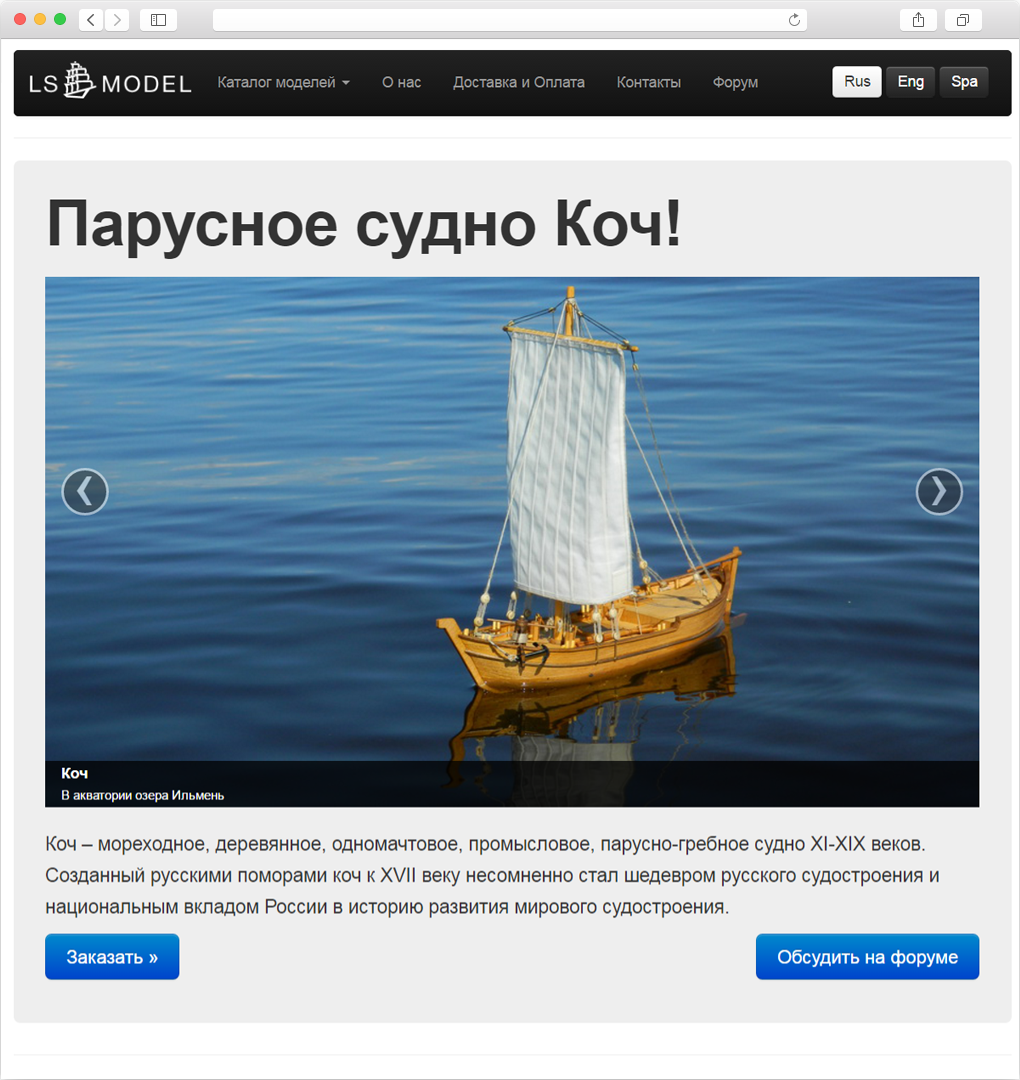 LS MODEL
Каталог моделей
О нас
Доставка и Оплата
Контакты
Форум
Rus
Eng
Spa
Парусное судно Коч!
Коч
В акватории озера Ильмень
Коч – мореходное, деревянное, одномачтовое, промысловое, парусно-гребное судно XI-XIX веков.
Созданный русскими поморами коч к XVII веку несомненно стал шедевром русского судостроения и
национальным вкладом России в историю развития мирового судостроения.
Заказать »
Обсудить на форуме